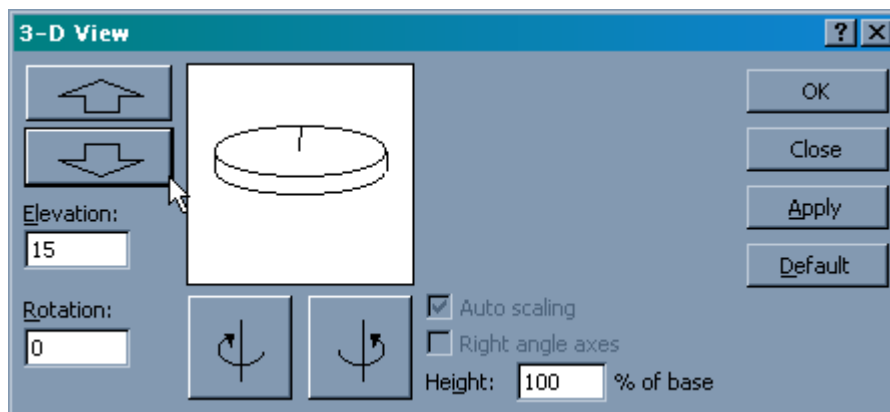 3-D View
OK
Close
Elevation:
15
Apply
Default
Rotation:
0
Auto scaling
Right angle axes
Height: 100 % of base